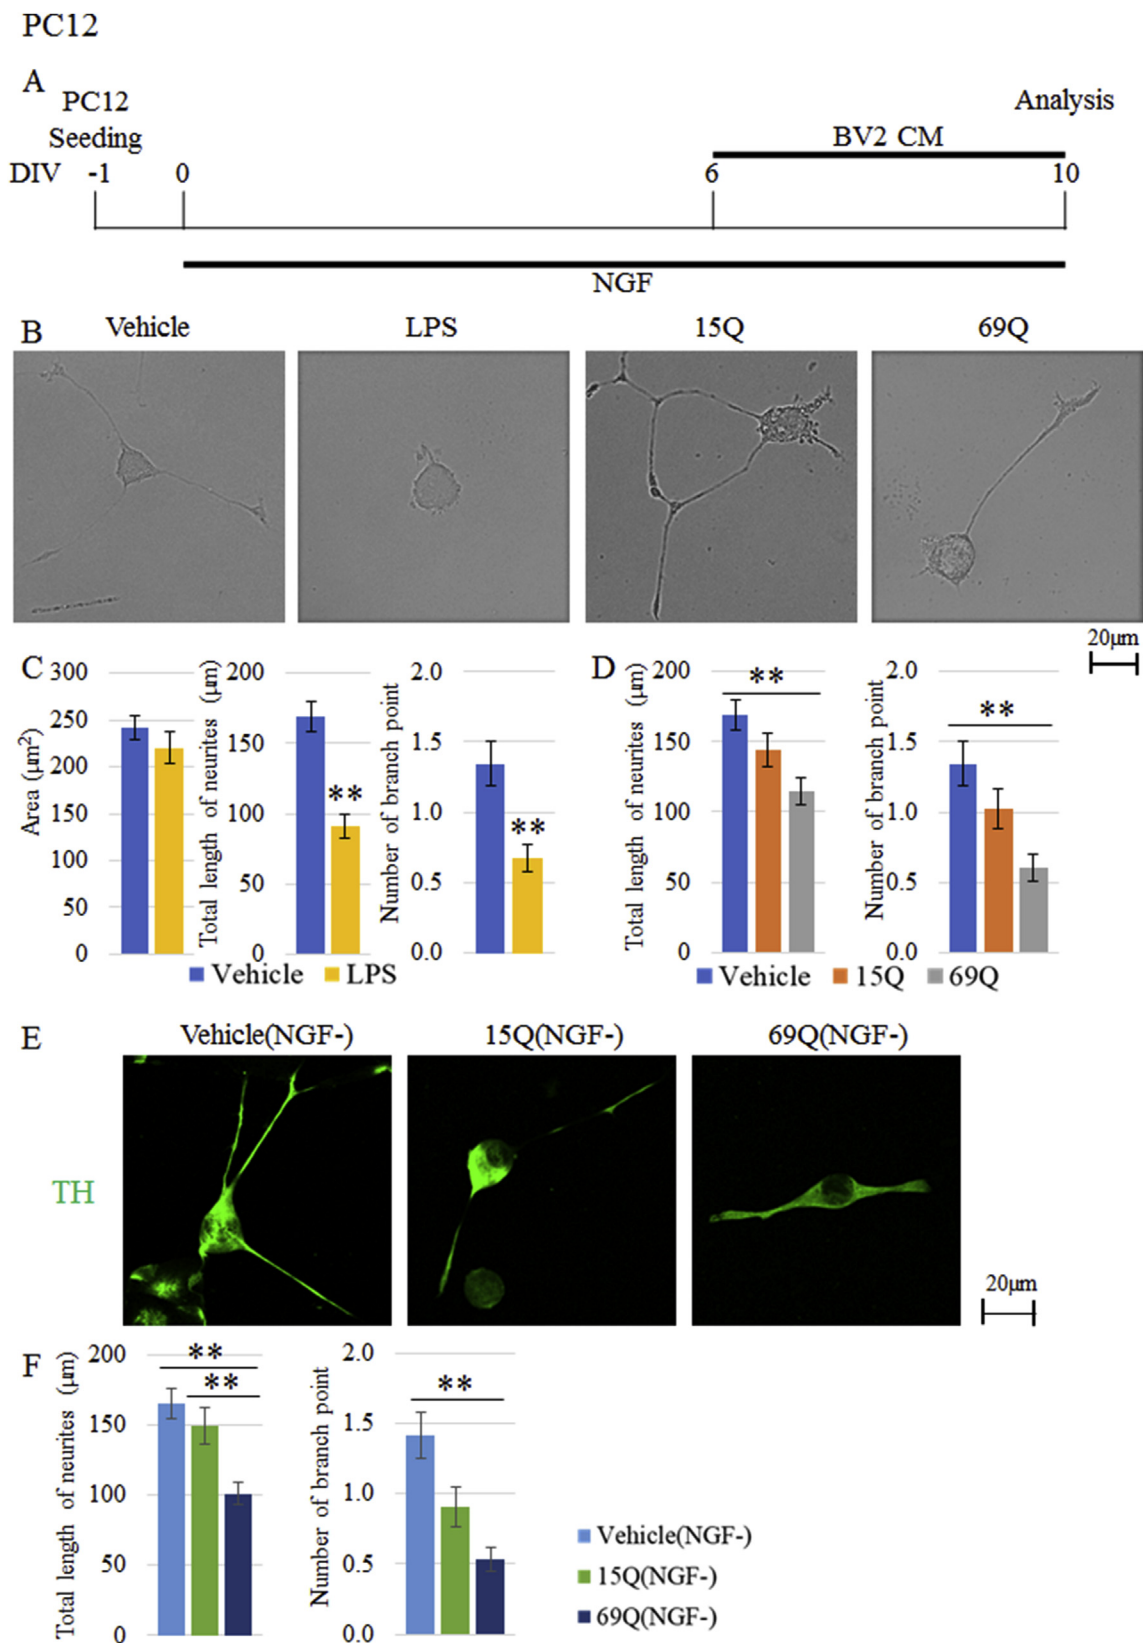 PC12
A
PC12
Seeding
Analysis
BV2 CM
DIV -1 0 6 10
NGF
B Vehicle LPS 15Q 69Q
20μm
C
Area (μm²)
300
250
200
150
100
50
0
Total length of neurites (μm)
200
150
100
50
0
**
Number of branch point
2.0
1.5
1.0
0.5
0.0
**
Vehicle LPS
D
Total length of neurites (μm)
200
150
100
50
0
**
Number of branch point
2.0
1.5
1.0
0.5
0.0
**
Vehicle 15Q 69Q
E Vehicle(NGF-) 15Q(NGF-) 69Q(NGF-)
TH
20μm
F
Total length of neurites (μm)
200
150
100
50
0
**
**
Number of branch point
2.0
1.5
1.0
0.5
0.0
**
Vehicle(NGF-)
15Q(NGF-)
69Q(NGF-)